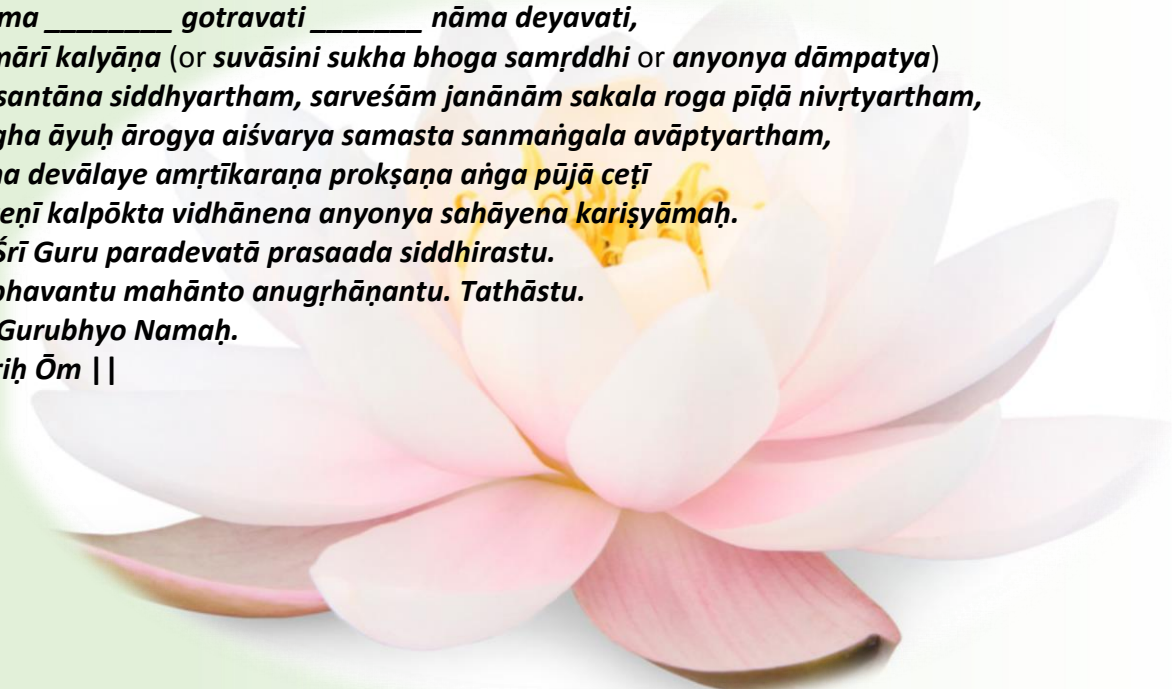 ma ________ gotravati _______ nāma deyavati,
mārī kalyāṇa (or suvāsini sukha bhoga samṛddhi or anyonya dāmpatya)
santāna siddhyartham, sarveśām janānām sakala roga pīḍā nivṛtyartham,
gha āyuḥ ārogya aiśvarya samasta sanmaṅgala avāptyartham,
na devālaye amṛtīkaraṇa prokṣaṇa aṅga pūjā ceṭī
eṇī kalpōkta vidhānena anyonya sahāyena kariṣyāmaḥ.
Śrī Guru paradevatā prasaada siddhirastu.
bhavantu mahānto anugṛhāṇantu. Tathāstu.
Gurubhyo Namaḥ.
riḥ Ōm ||